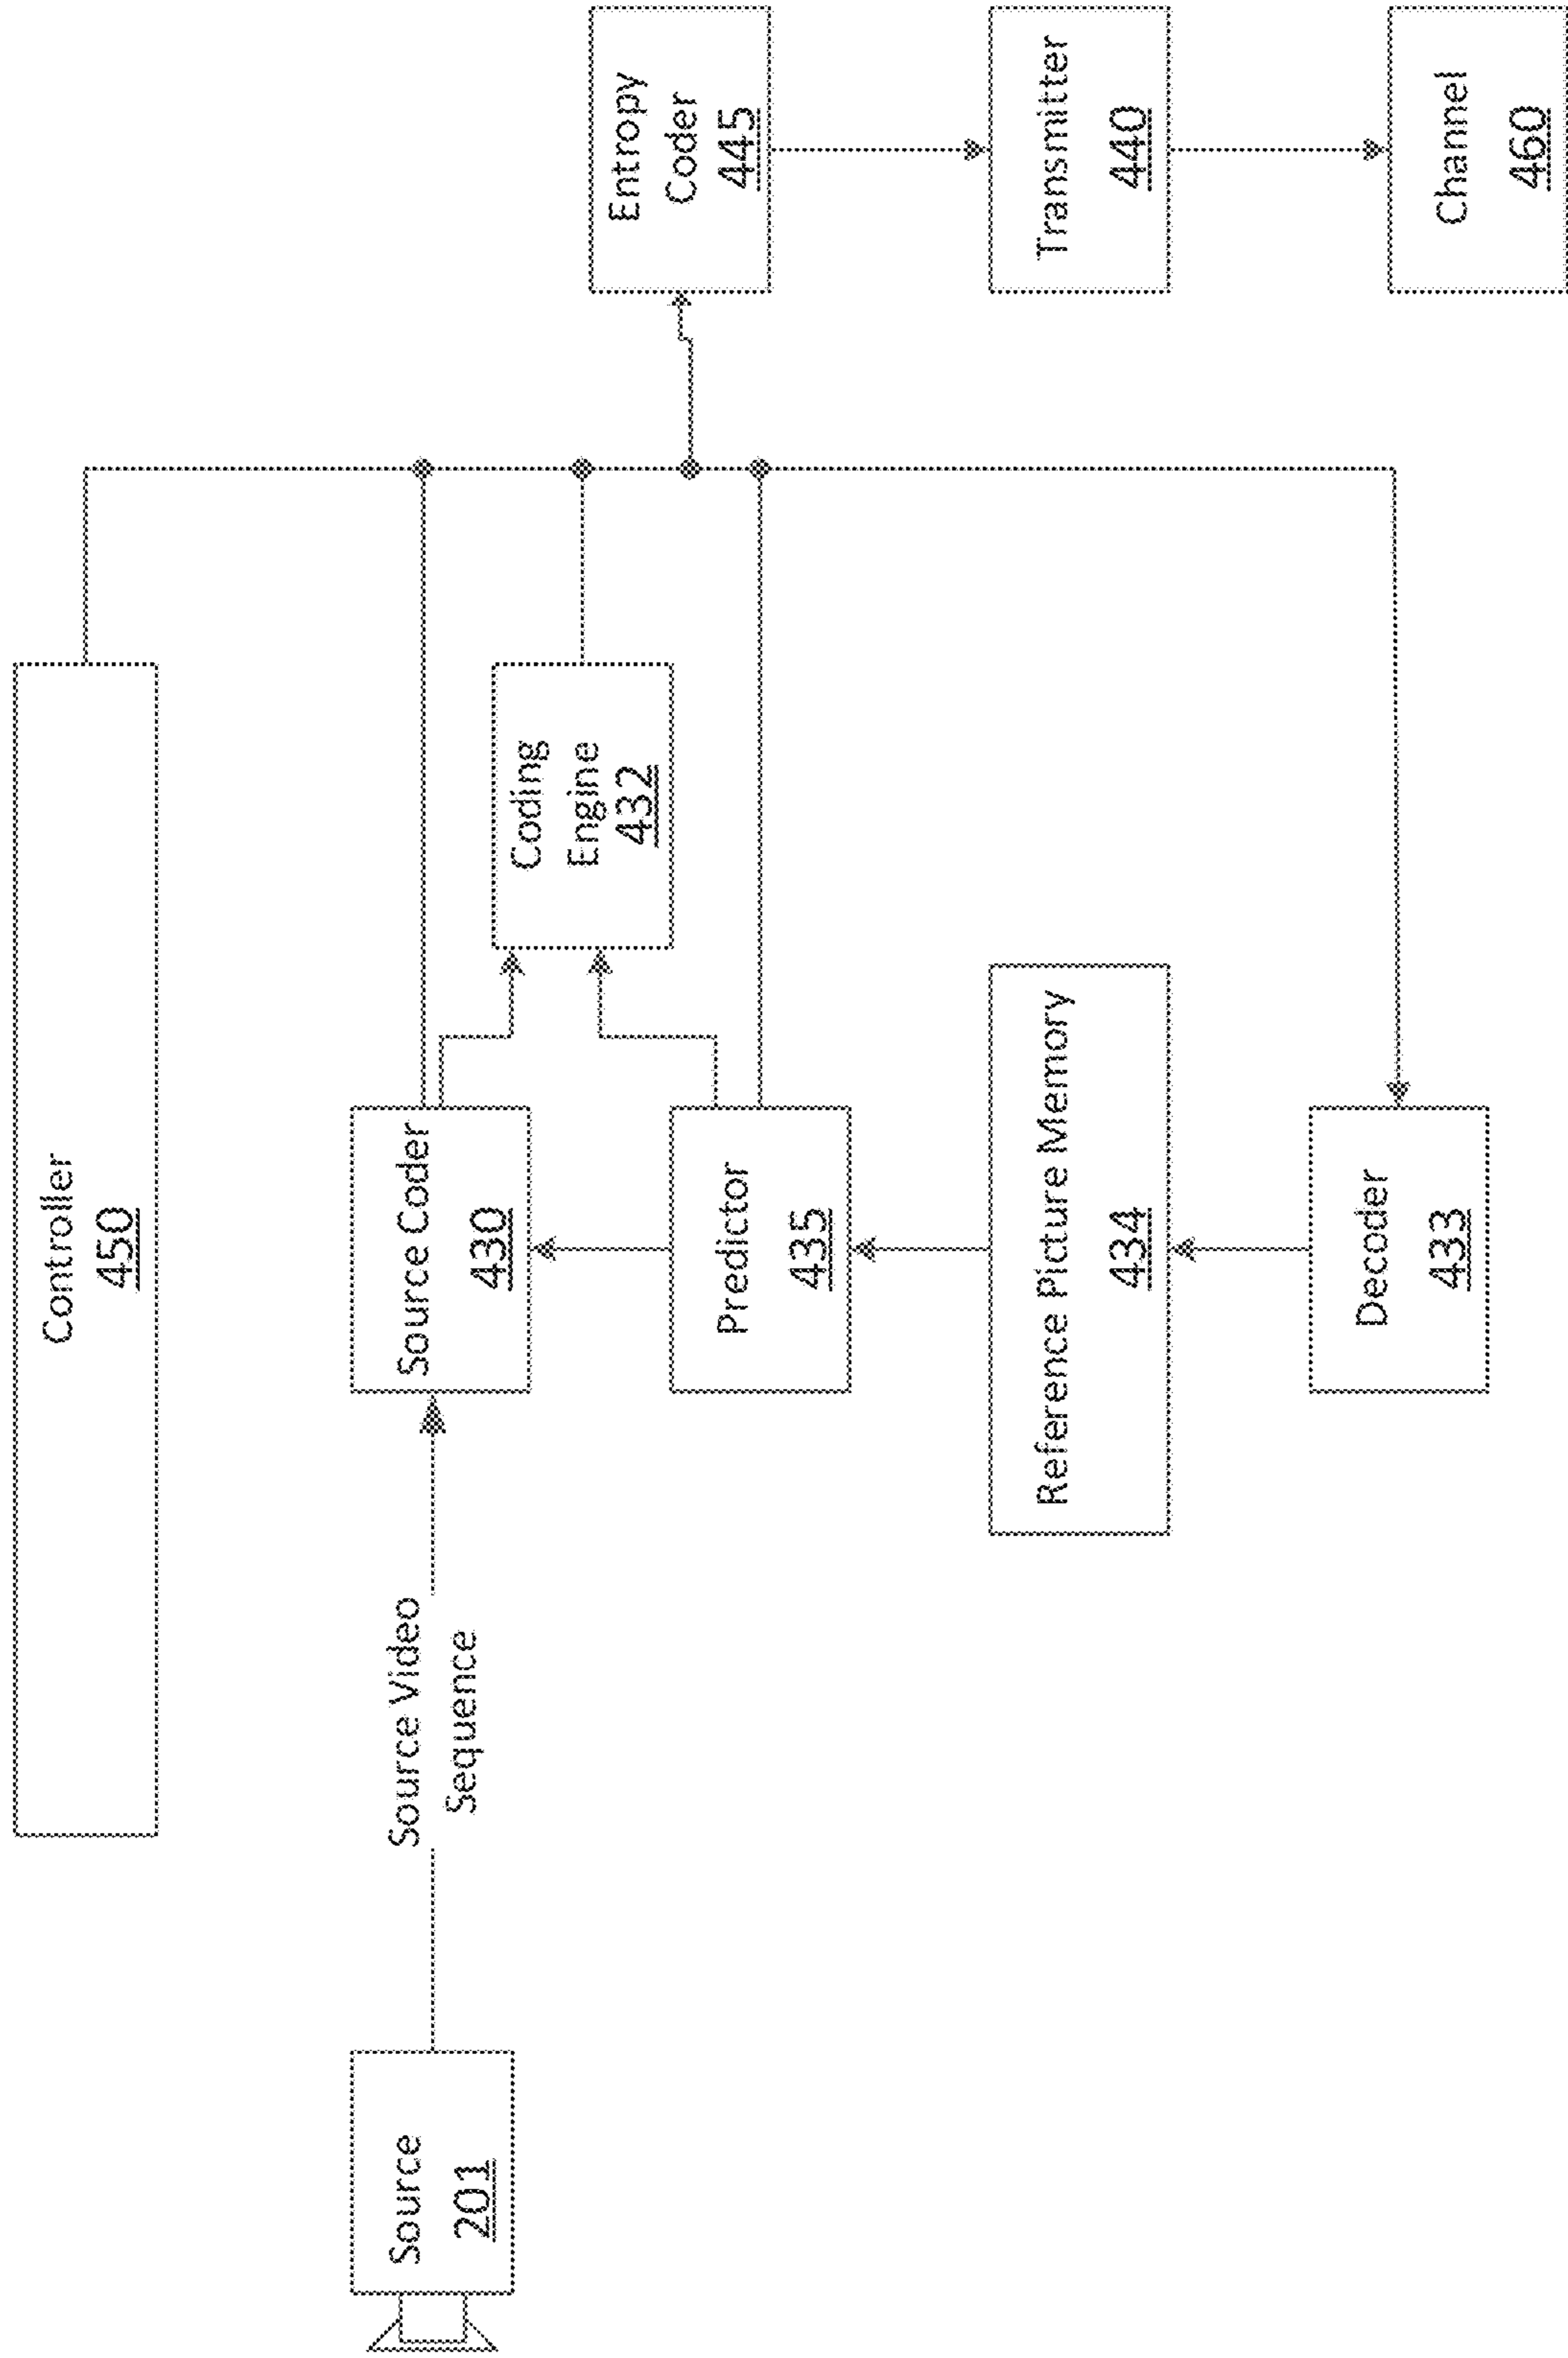 Controller
450
Source
201
Source Video
Sequence
Source Coder
430
Coding
Engine
432
Entropy
Coder
445
Predictor
435
Reference Picture Memory
434
Transmitter
440
Decoder
433
Channel
460